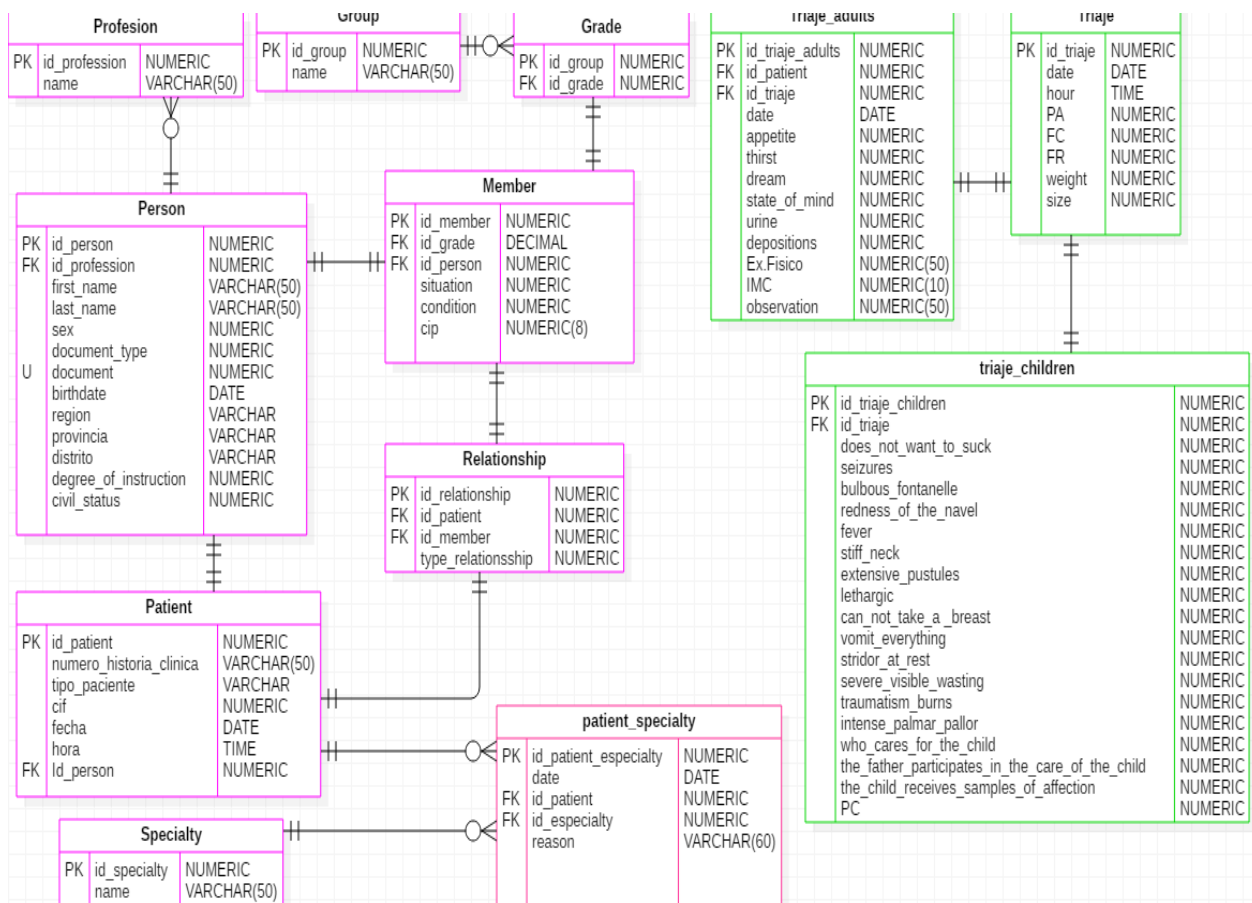 Profesion
PK id_profession NUMERIC
name VARCHAR(50)
Group
PK id_group NUMERIC
name VARCHAR(50)
Grade
PK id_group NUMERIC
FK id_grade NUMERIC
Triaje_adults
PK id_triaje_adults NUMERIC
FK id_patient NUMERIC
FK id_triaje NUMERIC
date DATE
appetite NUMERIC
thirst NUMERIC
dream NUMERIC
state_of_mind NUMERIC
urine NUMERIC
depositions NUMERIC
Ex.Fisico NUMERIC(50)
IMC NUMERIC(10)
observation NUMERIC(50)
Triaje
PK id_triaje NUMERIC
date DATE
hour TIME
PA NUMERIC
FC NUMERIC
FR NUMERIC
weight NUMERIC
size NUMERIC
Person
PK id_person NUMERIC
FK id_profession NUMERIC
first_name VARCHAR(50)
last_name VARCHAR(50)
sex NUMERIC
document_type NUMERIC
U document NUMERIC
birthdate DATE
region VARCHAR
provincia VARCHAR
distrito VARCHAR
degree_of_instruction NUMERIC
civil_status NUMERIC
Member
PK id_member NUMERIC
FK id_grade DECIMAL
FK id_person NUMERIC
situation NUMERIC
condition NUMERIC
cip NUMERIC(8)
Relationship
PK id_relationship NUMERIC
FK id_patient NUMERIC
FK id_member NUMERIC
type_relationsship NUMERIC
triaje_children
PK id_triaje_children NUMERIC
FK id_triaje NUMERIC
does_not_want_to_suck NUMERIC
seizures NUMERIC
bulbous_fontanelle NUMERIC
redness_of_the_navel NUMERIC
fever NUMERIC
stiff_neck NUMERIC
extensive_pustules NUMERIC
lethargic NUMERIC
can_not_take_a _breast NUMERIC
vomit_everything NUMERIC
stridor_at_rest NUMERIC
severe_visible_wasting NUMERIC
traumatism_burns NUMERIC
intense_palmar_pallor NUMERIC
who_cares_for_the_child NUMERIC
the_father_participates_in_the_care_of_the_child NUMERIC
the_child_receives_samples_of_affection NUMERIC
PC NUMERIC
Patient
PK id_patient NUMERIC
numero_historia_clinica VARCHAR(50)
tipo_paciente VARCHAR
cif NUMERIC
fecha DATE
hora TIME
FK Id_person NUMERIC
patient_specialty
PK id_patient_especialty NUMERIC
date DATE
FK id_patient NUMERIC
FK id_especialty NUMERIC
reason VARCHAR(60)
Specialty
PK id_specialty NUMERIC
name VARCHAR(50)